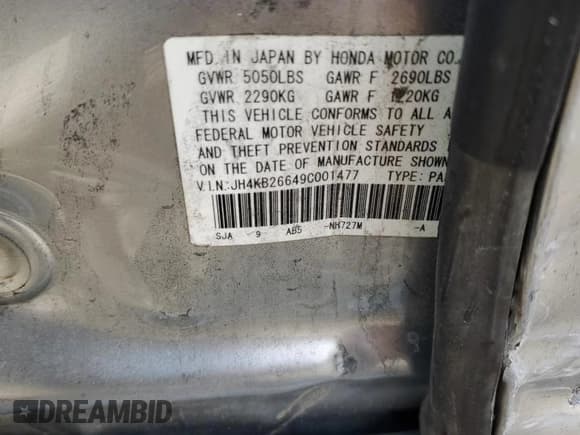 MFD. IN JAPAN BY HONDA MOTOR CO.
GVWR 5050LBS GAWR F 2690LBS
GVWR 2290KG GAWR F 1220KG
THIS VEHICLE CONFORMS TO ALL A
FEDERAL MOTOR VEHICLE SAFETY
AND THEFT PREVENTION STANDARDS
ON THE DATE OF MANUFACTURE SHOWN
V.I.N.:JH4KB26649C001477 TYPE: PA
SJA 9 AB5 -NH727M -A
DREAMBID